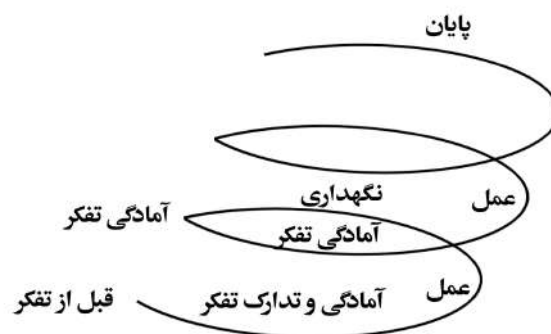 پایان
نگهداری
عمل
آمادگی تفکر
آمادگی تفکر
عمل
آمادگی و تدارک تفکر
قبل از تفکر